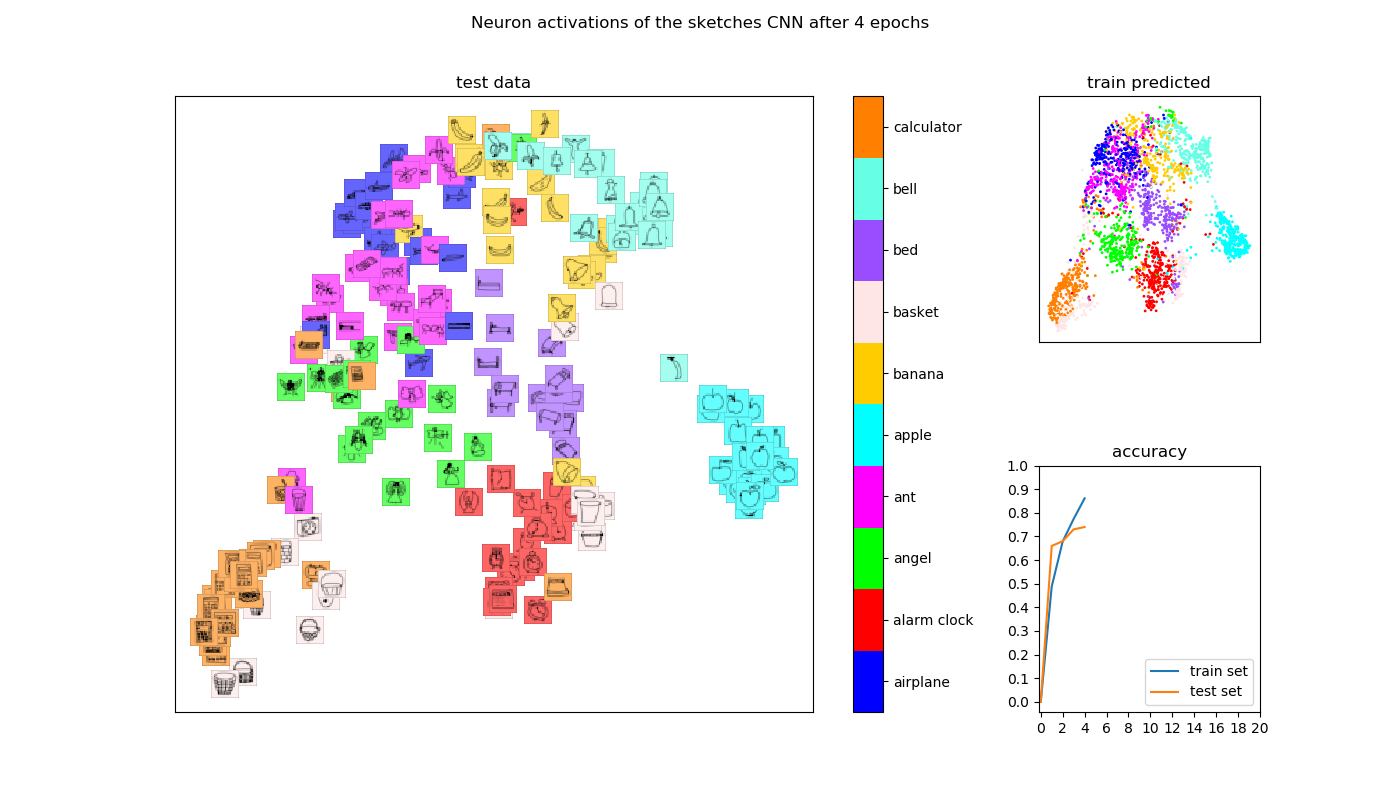 Neuron activations of the sketches CNN after 4 epochs
test data
calculator
bell
bed
basket
banana
apple
ant
angel
alarm clock
airplane
train predicted
accuracy
1.0
0.9
0.8
0.7
0.6
0.5
0.4
0.3
0.2
0.1
0.0
train set
test set
0 2 4 6 8 10 12 14 16 18 20